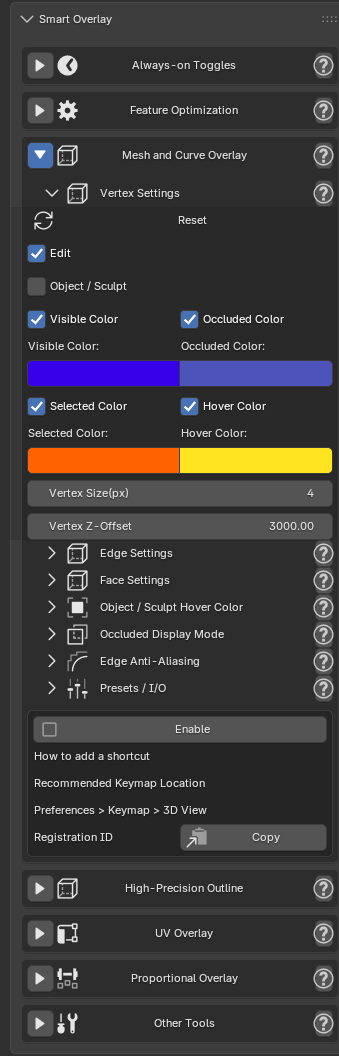 Smart Overlay
Always-on Toggles
Feature Optimization
Mesh and Curve Overlay
Vertex Settings
Reset
Edit
Object / Sculpt
Visible Color Occluded Color
Visible Color: Occluded Color:
Selected Color Hover Color
Selected Color: Hover Color:
Vertex Size(px) 4
Vertex Z-Offset 3000.00
Edge Settings
Face Settings
Object / Sculpt Hover Color
Occluded Display Mode
Edge Anti-Aliasing
Presets / I/O
Enable
How to add a shortcut
Recommended Keymap Location
Preferences > Keymap > 3D View
Registration ID Copy
High-Precision Outline
UV Overlay
Proportional Overlay
Other Tools